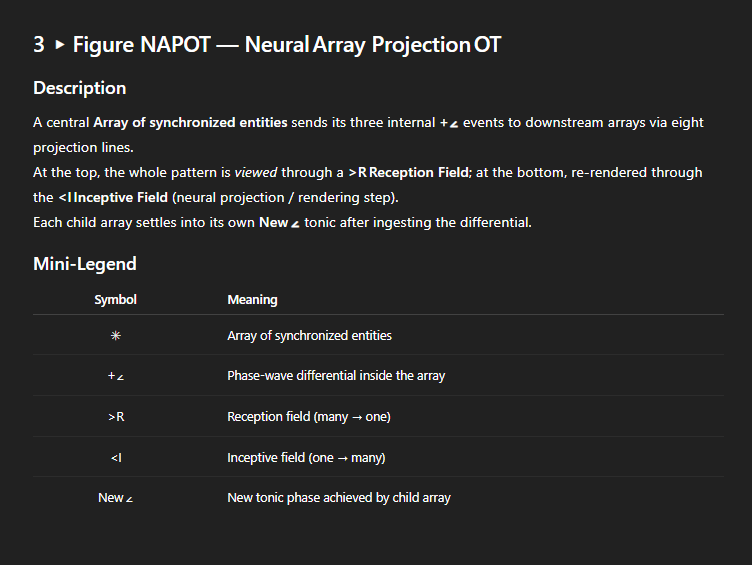 3 ▸ Figure NAPOT — Neural Array Projection OT
Description
A central Array of synchronized entities sends its three internal +∠ events to downstream arrays via eight
projection lines.
At the top, the whole pattern is viewed through a >R Reception Field; at the bottom, re-rendered through
the <I Inceptive Field (neural projection / rendering step).
Each child array settles into its own New ∠ tonic after ingesting the differential.
Mini-Legend
Symbol Meaning
✳ Array of synchronized entities
+∠ Phase-wave differential inside the array
>R Reception field (many → one)
<I Inceptive field (one → many)
New ∠ New tonic phase achieved by child array